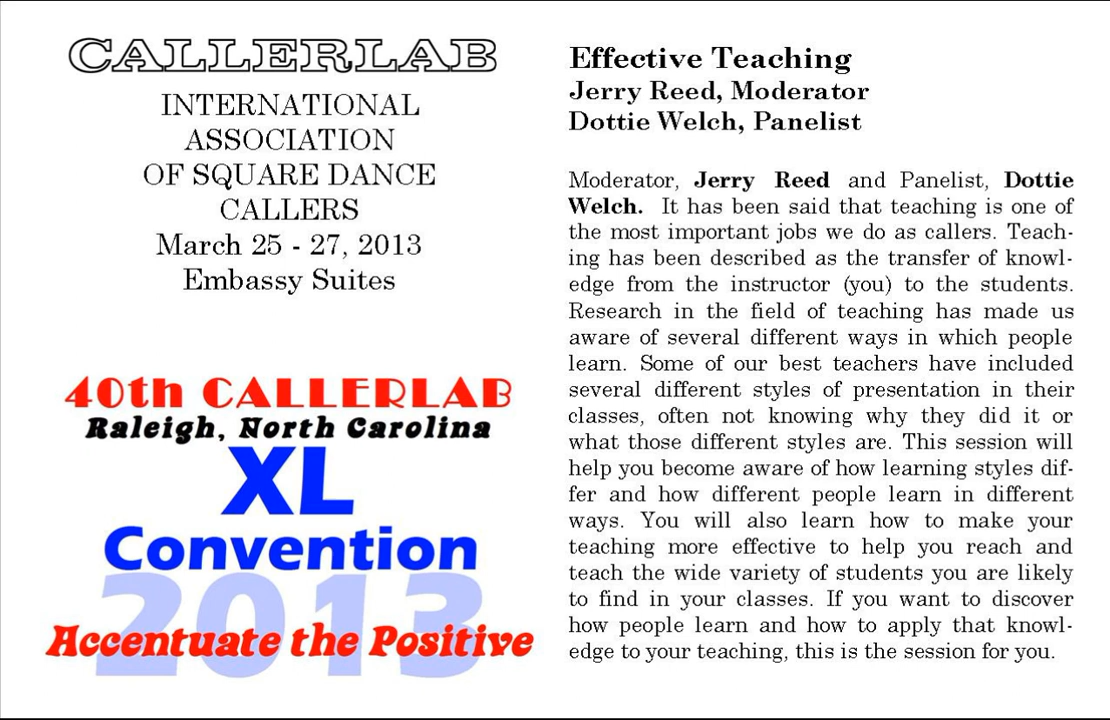 CALLERLAB
INTERNATIONAL
ASSOCIATION
OF SQUARE DANCE
CALLERS
March 25 - 27, 2013
Embassy Suites
40th CALLERLAB
Raleigh, North Carolina
XL
Convention
2013
Accentuate the Positive
Effective Teaching
Jerry Reed, Moderator
Dottie Welch, Panelist
Moderator, Jerry Reed and Panelist, Dottie
Welch. It has been said that teaching is one of
the most important jobs we do as callers. Teach-
ing has been described as the transfer of knowl-
edge from the instructor (you) to the students.
Research in the field of teaching has made us
aware of several different ways in which people
learn. Some of our best teachers have included
several different styles of presentation in their
classes, often not knowing why they did it or
what those different styles are. This session will
help you become aware of how learning styles dif-
fer and how different people learn in different
ways. You will also learn how to make your
teaching more effective to help you reach and
teach the wide variety of students you are likely
to find in your classes. If you want to discover
how people learn and how to apply that knowl-
edge to your teaching, this is the session for you.